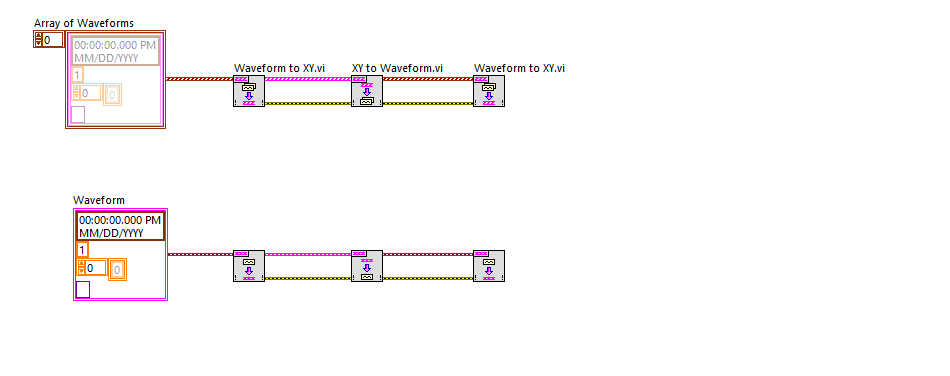 Array of Waveforms
0
00:00:00.000 PM
MM/DD/YYYY
1
0
0
Waveform to XY.vi
XY to Waveform.vi
Waveform to XY.vi
Waveform
00:00:00.000 PM
MM/DD/YYYY
1
0
0